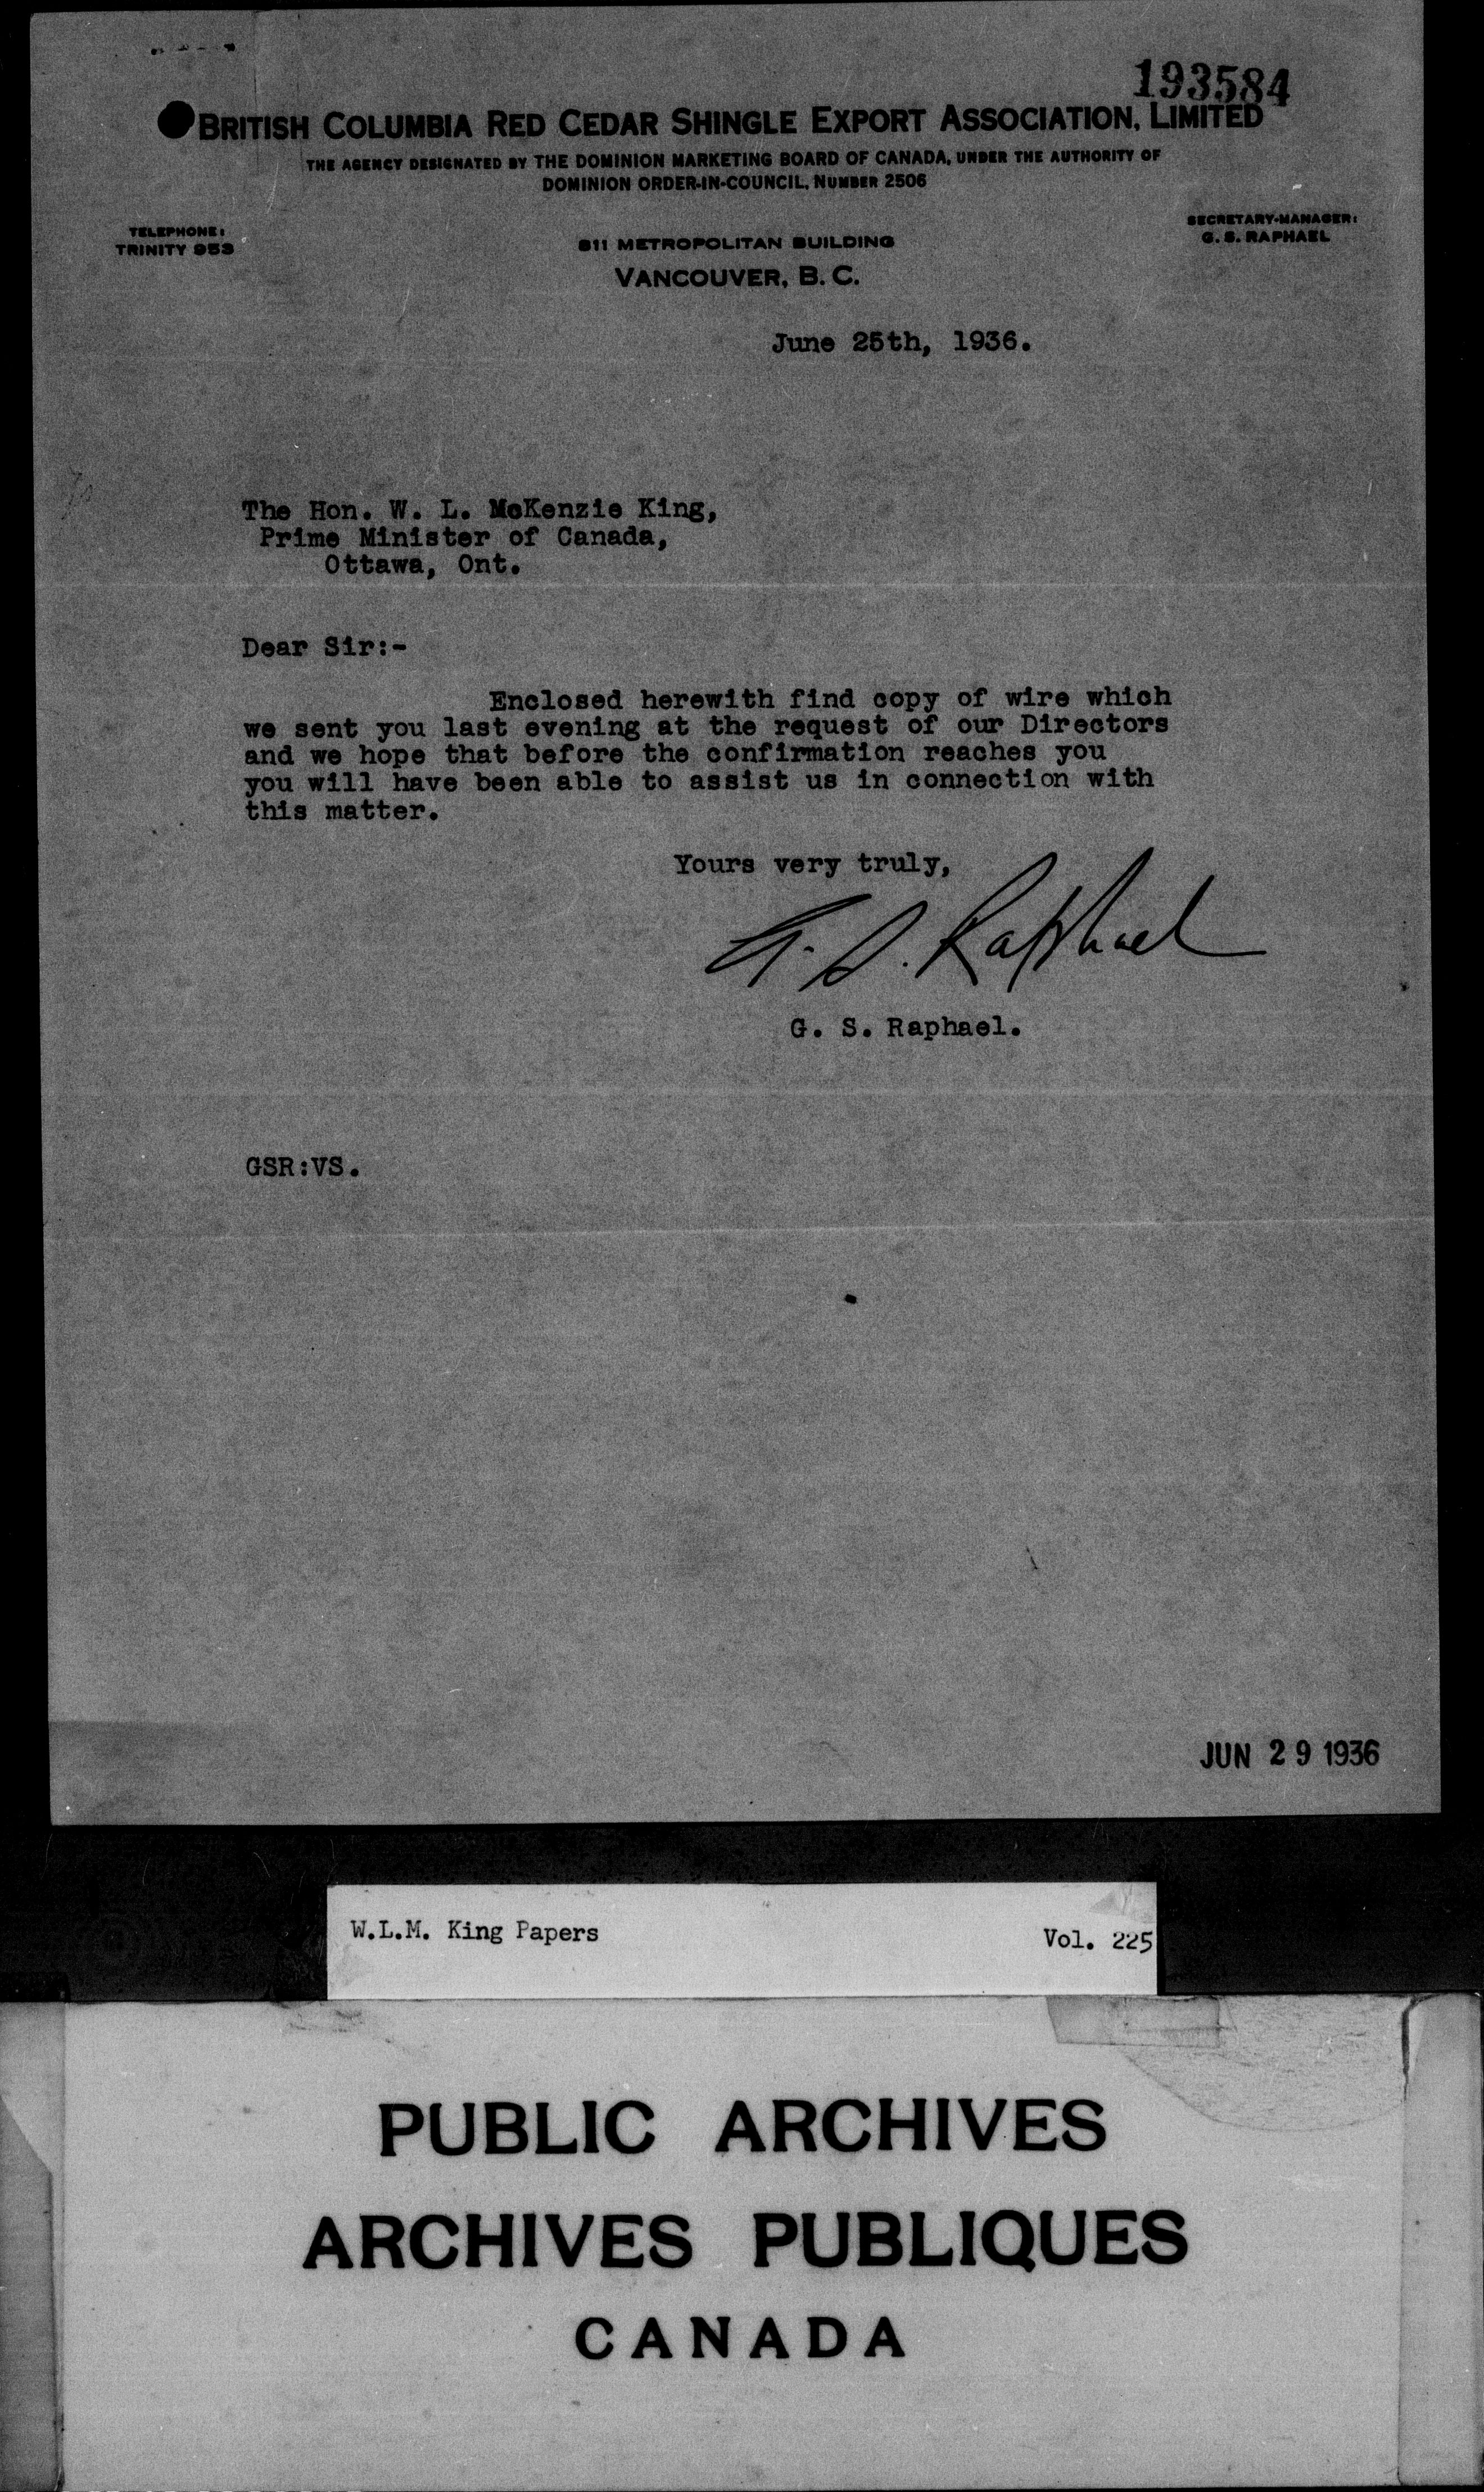 193584
BRITISH COLUMBIA RED CEDAR SHINGLE EXPORT ASSOCIATION, LIMITED
THE AGENCY DESIGNATED BY THE DOMINION MARKETING BOARD OF CANADA, UNDER THE AUTHORITY OF
DOMINION ORDER-IN-COUNCIL, NUMBER 2506
TELEPHONE:
TRINITY 953
SECRETARY-MANAGER:
G. S. RAPHAEL
811 METROPOLITAN BUILDING
VANCOUVER, B. C.
June 25th, 1936.
The Hon. W. L. McKenzie King,
Prime Minister of Canada,
Ottawa, Ont.
Dear Sir:-
Enclosed herewith find copy of wire which
we sent you last evening at the request of our Directors
and we hope that before the confirmation reaches you
you will have been able to assist us in connection with
this matter.
Yours very truly,
G. S. Raphael
G. S. Raphael.
GSR:VS.
JUN 29 1936
W.L.M. King Papers
Vol. 225
PUBLIC ARCHIVES
ARCHIVES PUBLIQUES
CANADA